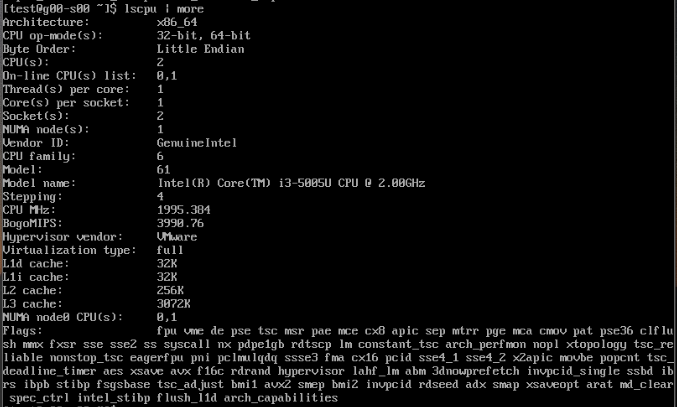 [test@g00-s00 ~]$ lscpu | more
Architecture:          x86_64
CPU op-mode(s):        32-bit, 64-bit
Byte Order:            Little Endian
CPU(s):                2
On-line CPU(s) list:   0,1
Thread(s) per core:    1
Core(s) per socket:    1
Socket(s):             2
NUMA node(s):          1
Vendor ID:             GenuineIntel
CPU family:            6
Model:                 61
Model name:            Intel(R) Core(TM) i3-5005U CPU @ 2.00GHz
Stepping:              4
CPU MHz:               1995.384
BogoMIPS:              3990.76
Hypervisor vendor:     VMware
Virtualization type:   full
L1d cache:             32K
L1i cache:             32K
L2 cache:              256K
L3 cache:              3072K
NUMA node0 CPU(s):     0,1
Flags:                 fpu vme de pse tsc msr pae mce cx8 apic sep mtrr pge mca cmov pat pse36 clflu
sh mmx fxsr sse sse2 ss syscall nx pdpe1gb rdtscp lm constant_tsc arch_perfmon nopl xtopology tsc_re
liable nonstop_tsc eagerfpu pni pclmulqdq ssse3 fma cx16 pcid sse4_1 sse4_2 x2apic movbe popcnt tsc_
deadline_timer aes xsave avx f16c rdrand hypervisor lahf_lm abm 3dnowprefetch invpcid_single ssbd ib
rs ibpb stibp fsgsbase tsc_adjust bmi1 avx2 smep bmi2 invpcid rdseed adx smap xsaveopt arat md_clear
 spec_ctrl intel_stibp flush_l1d arch_capabilities